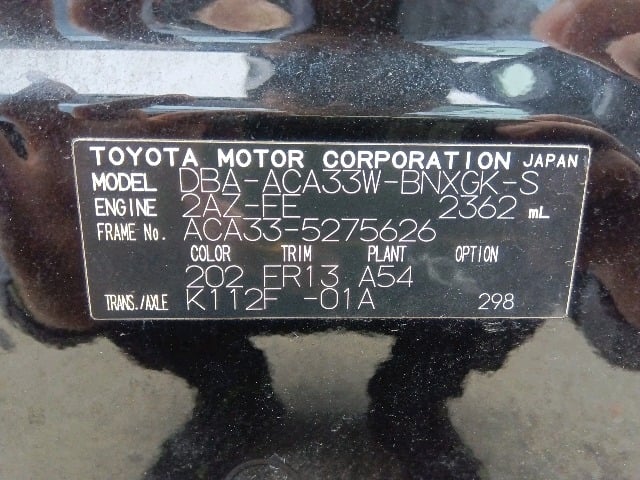 TOYOTA MOTOR CORPORATION JAPAN
MODEL DBA-ACA33W-BNXGK-S
ENGINE 2AZ-FE 2362 mL
FRAME No. ACA33-5275626
COLOR TRIM PLANT OPTION
202 FR13 A54
TRANS./AXLE K112F -01A 298